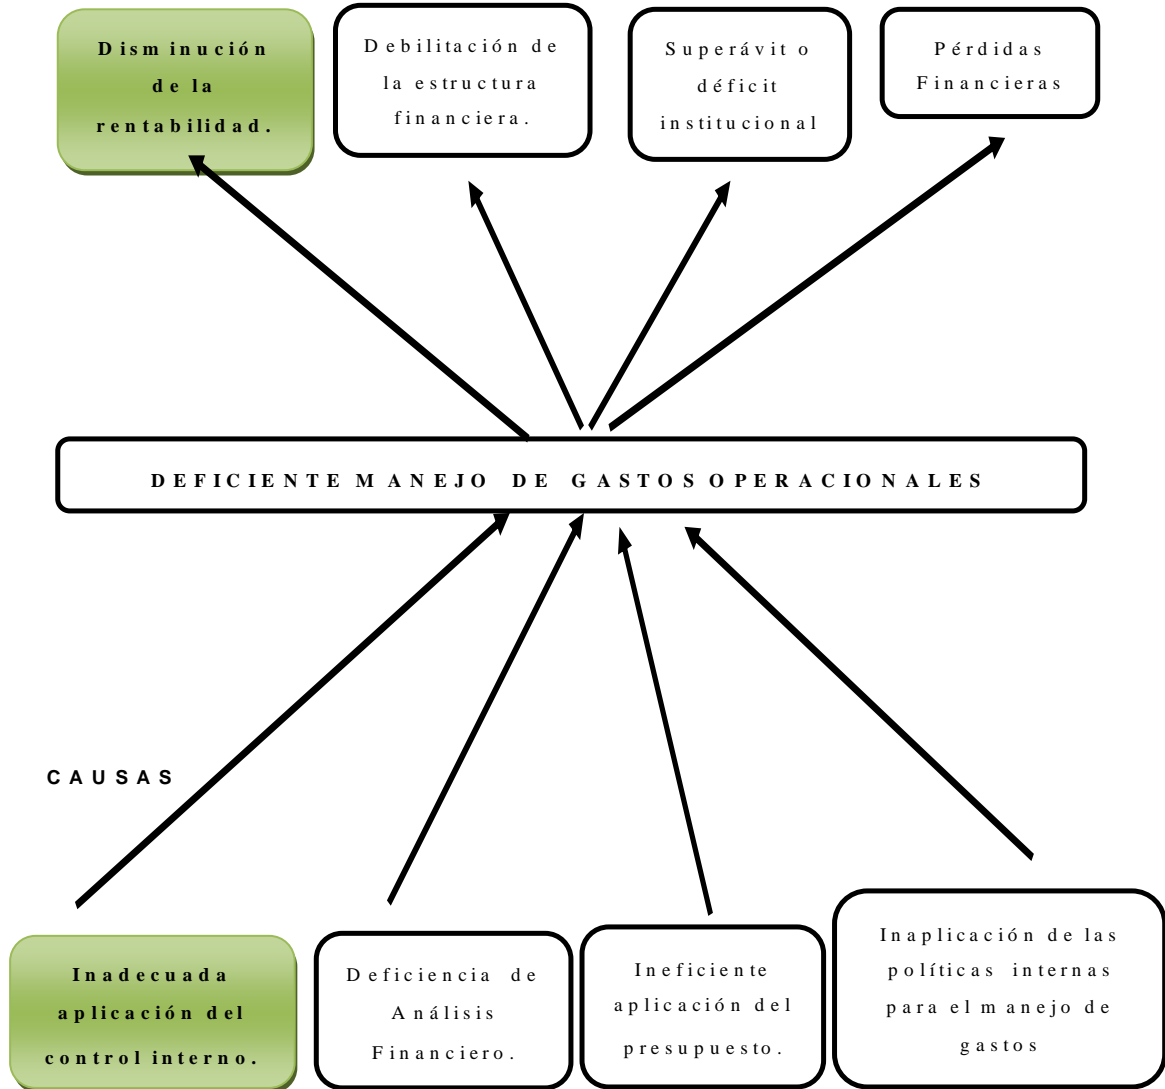 Disminución
de la
rentabilidad.
Debilitación de
la estructura
financiera.
Superávit o
déficit
institucional
Pérdidas
Financieras
DEFICIENTE MANEJO DE GASTOS OPERACIONALES
CAUSAS
Inadecuada
aplicación del
control interno.
Deficiencia de
Análisis
Financiero.
Ineficiente
aplicación del
presupuesto.
Inaplicación de las
políticas internas
para el manejo de
gastos